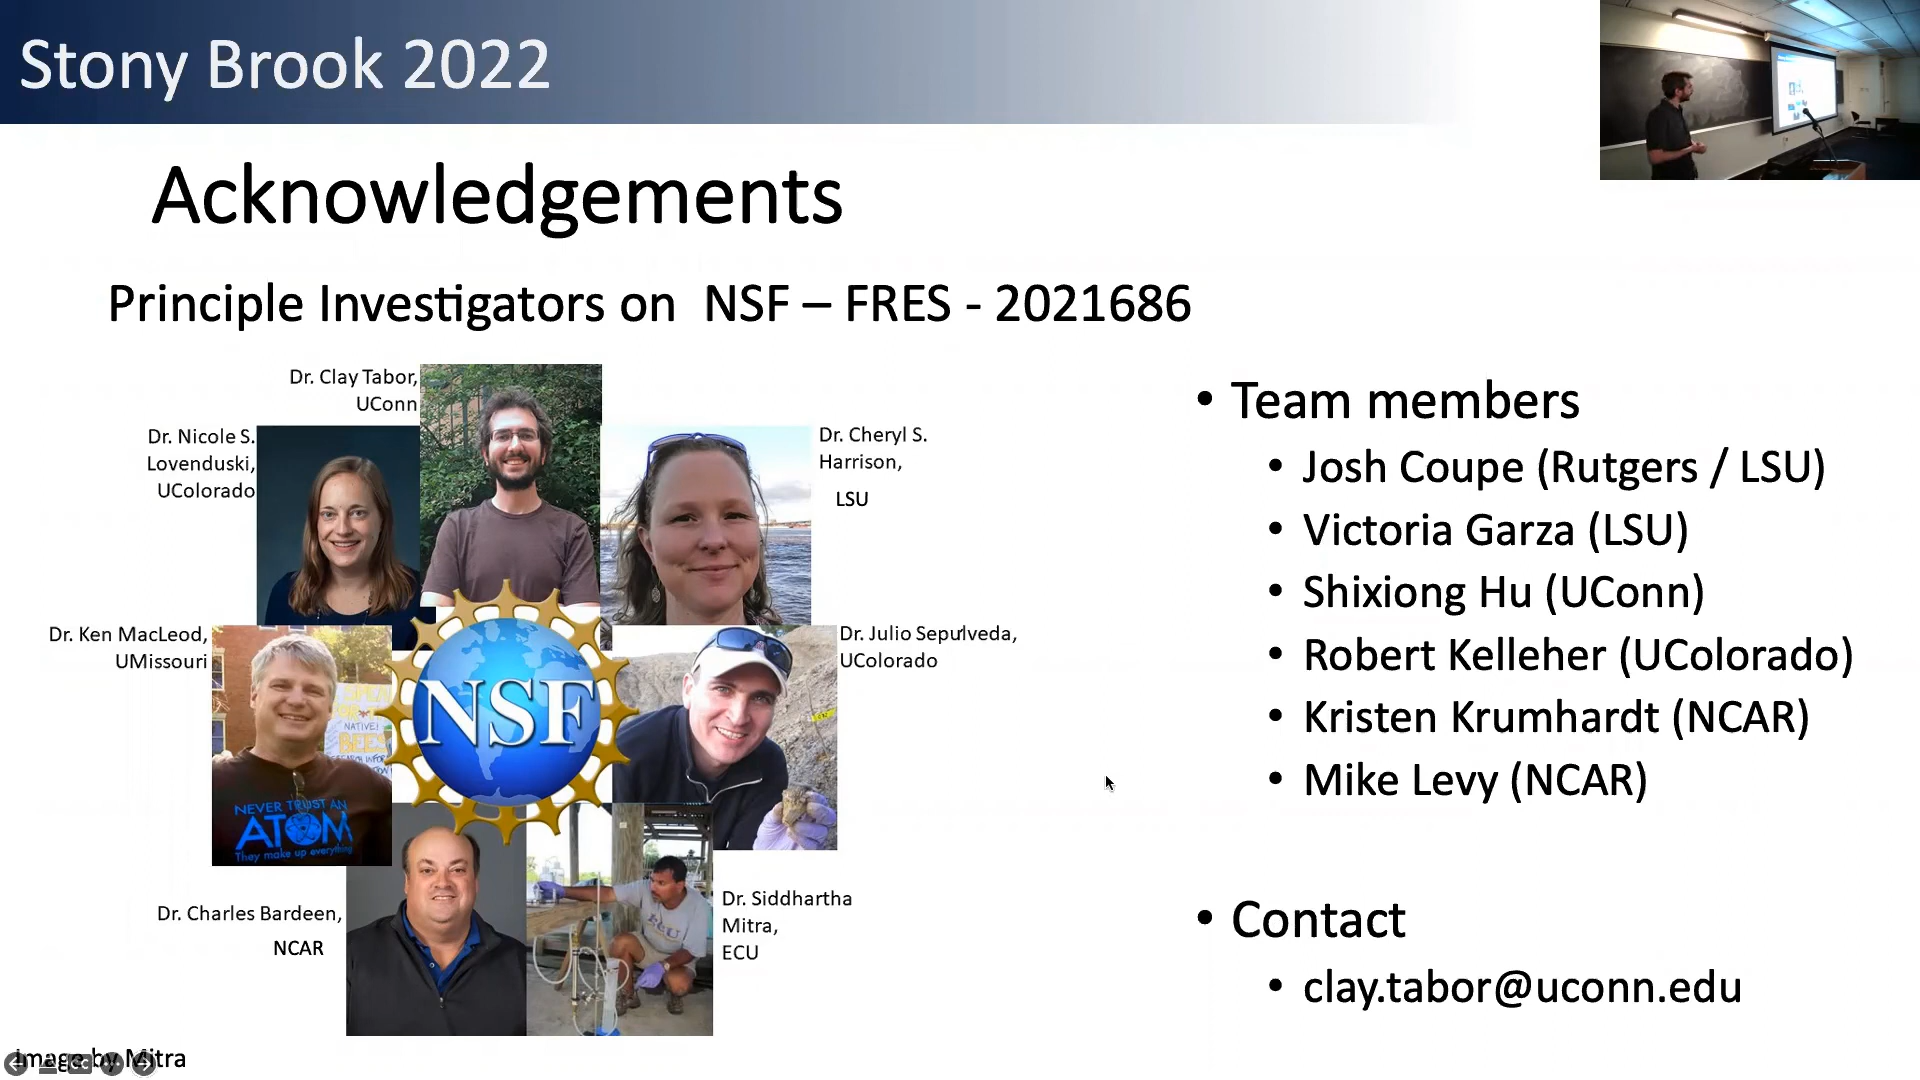 Stony Brook 2022
Acknowledgements
Principle Investigators on NSF – FRES - 2021686
Dr. Clay Tabor,
UConn
Dr. Nicole S.
Lovenduski,
UColorado
Dr. Cheryl S.
Harrison,
LSU
Dr. Ken MacLeod,
UMissouri
Dr. Julio Sepulveda,
UColorado
NSF
NATIVE!
BEES
NEVER TRUST AN
ATOM
They make up everything
Dr. Charles Bardeen,
NCAR
Dr. Siddhartha
Mitra,
ECU
• Team members
• Josh Coupe (Rutgers / LSU)
• Victoria Garza (LSU)
• Shixiong Hu (UConn)
• Robert Kelleher (UColorado)
• Kristen Krumhardt (NCAR)
• Mike Levy (NCAR)
• Contact
• clay.tabor@uconn.edu
Image by Mitra